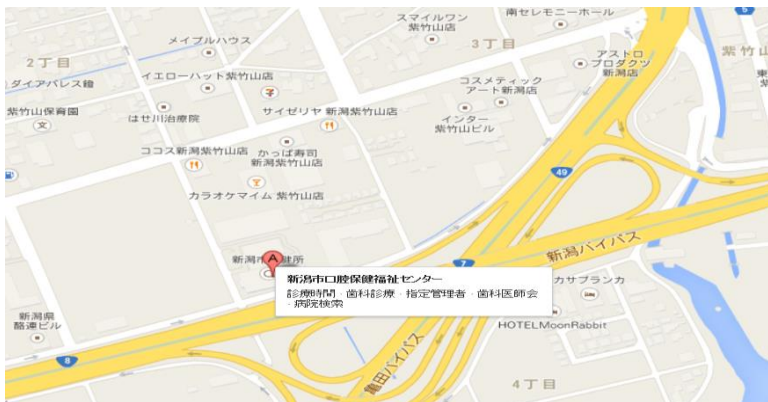 スマイルワン
紫竹山店
南セレモニーホール
5
メイプルハウス
3丁目
紫竹山
2丁目
アストロ
プロダクツ
新潟店
ダイアパレス鐙
イエローハット紫竹山店
コスメティック
アート新潟店
東
紫
紫竹山保育園
はせ川治療院
サイゼリヤ 新潟紫竹山店
インター
紫竹山ビル
ココス新潟紫竹山店
かっぱ寿司
新潟紫竹山店
49
カラオケマイム 紫竹山店
新潟バイパス
新潟市
健所
A
7
新潟市口腔保健福祉センター
診療時間 · 歯科診療 · 指定管理者 · 歯科医師会
· 病院検索
カサブランカ
新潟県
酪連ビル
HOTELMoonRabbit
8
亀田バイパス
4丁目